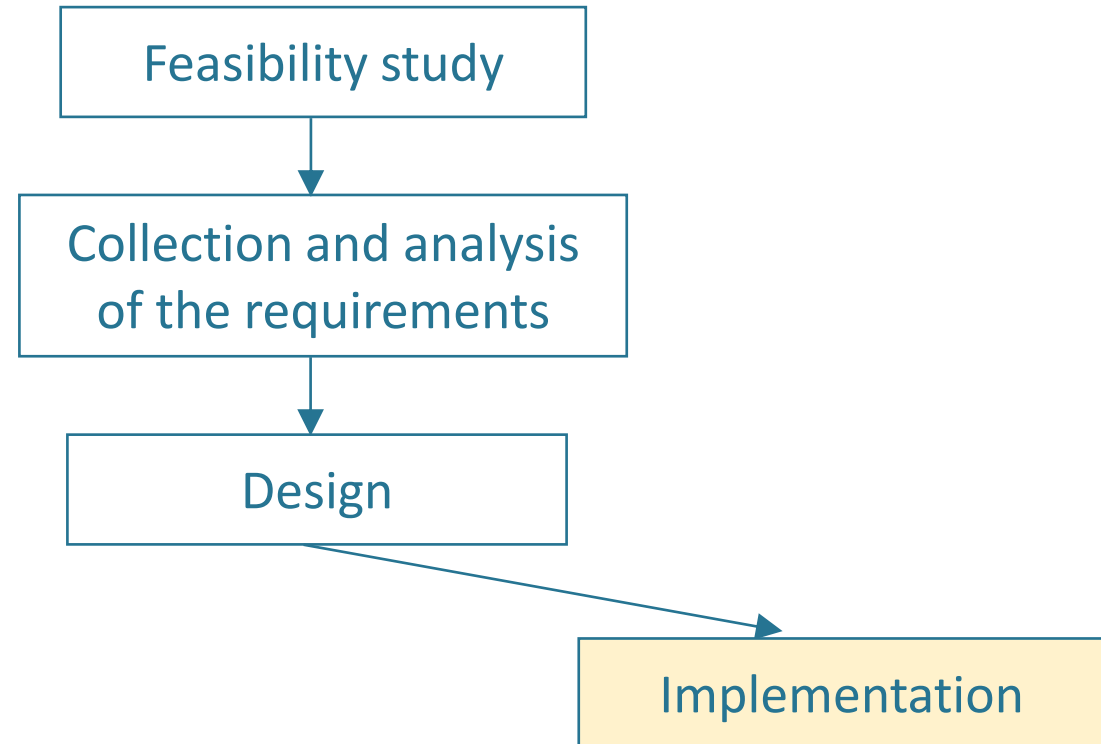 Feasibility study
Collection and analysis
of the requirements
Design
Implementation